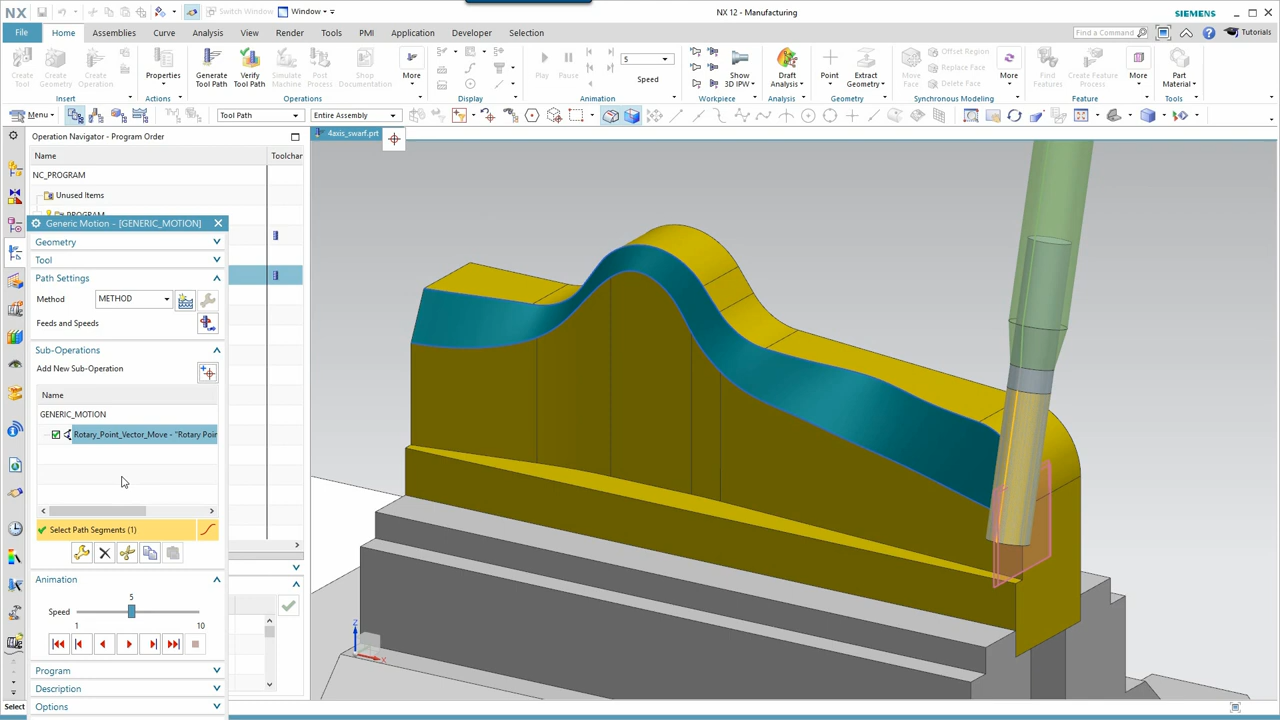 NX
Switch Window
Window
NX 12 - Manufacturing
SIEMENS
File
Home
Assemblies
Curve
Analysis
View
Render
Tools
PMI
Application
Developer
Selection
Find a Command
Tutorials
Create Tool
Create Geometry
Create Operation
Properties
Generate Tool Path
Verify Tool Path
Simulate Machine
Post Process
Shop Documentation
More
Play
Pause
5
Speed
Show 3D IPW
Draft Analysis
Point
Extract Geometry
Move Face
Offset Region
Replace Face
Delete Face
More
Find Features
Create Feature Process
More
Part Material
Insert
Actions
Operations
Display
Animation
Workpiece
Analysis
Geometry
Synchronous Modeling
Feature
Tools
Menu
Tool Path
Entire Assembly
Operation Navigator - Program Order
4axis_swarf.prt
Name
Toolchar
NC_PROGRAM
Unused Items
PROGRAM
Generic Motion - [GENERIC_MOTION]
Geometry
Tool
Path Settings
Method
METHOD
Feeds and Speeds
Sub-Operations
Add New Sub-Operation
Name
GENERIC_MOTION
Rotary_Point_Vector_Move - "Rotary Poir
Select Path Segments (1)
Animation
5
Speed
1
10
Program
Description
Options
Z
X
Select